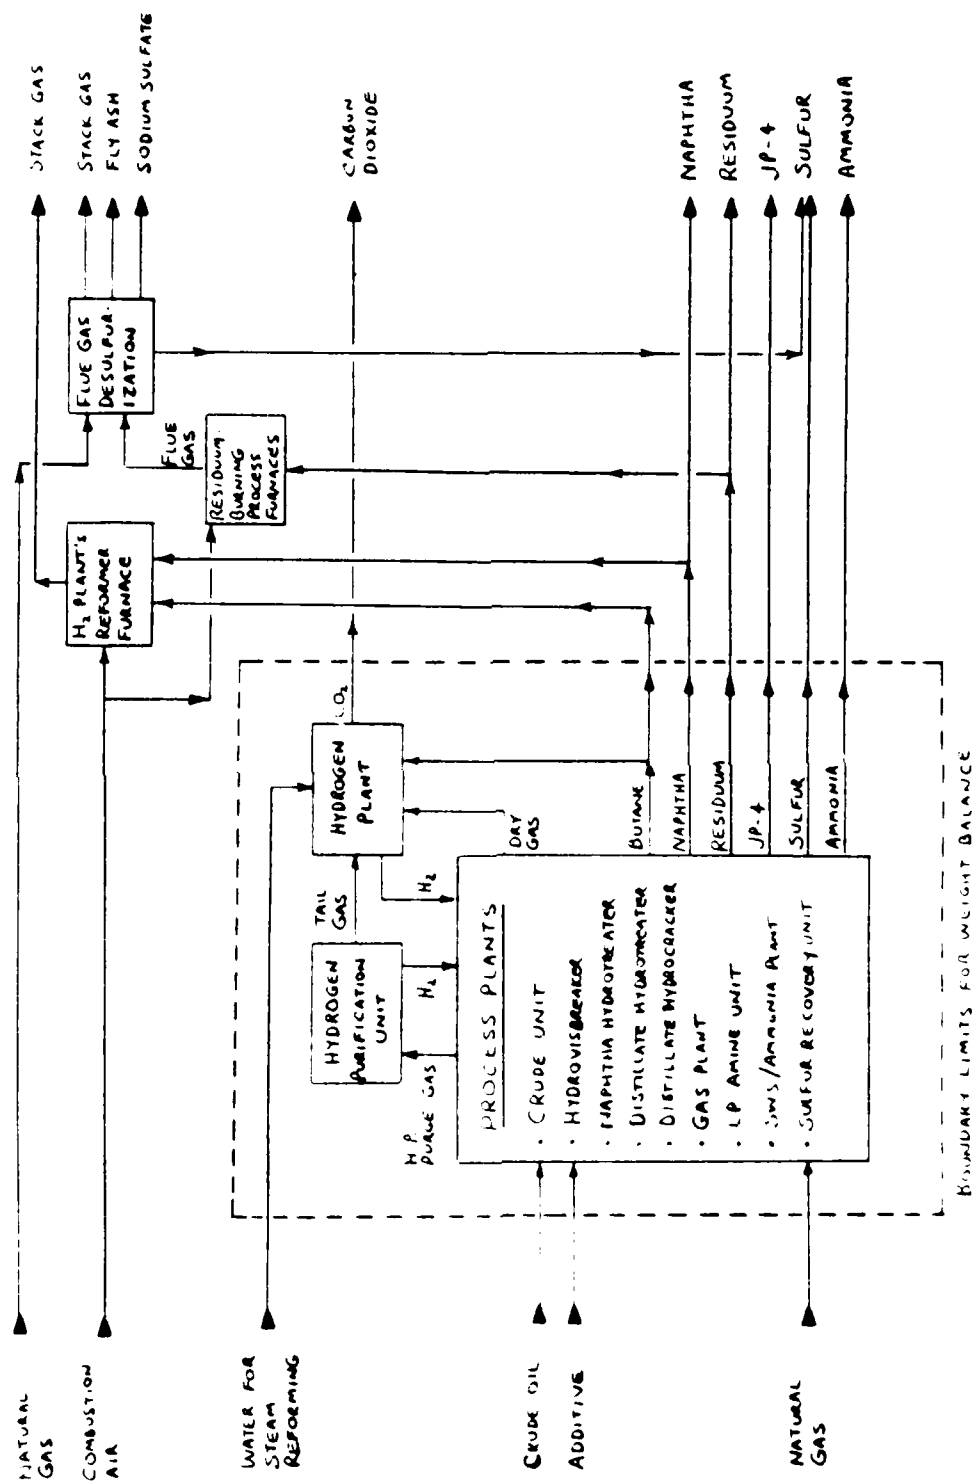 NATURAL
GAS
COMBUSTION
AIR
WATER FOR
STEAM
REFORMING
CRUDE OIL
ADDITIVE
NATURAL
GAS
H₂ PLANT'S
REFORMER
FURNACE
FLUE GAS
DESULFUR-
IZATION
FLUE
GAS
RESIDUUM-
BURNING
PROCESS
FURNACES
STACK GAS
STACK GAS
FLY ASH
SODIUM SULFATE
CARBON
DIOXIDE
HYDROGEN
PURIFICATION
UNIT
TAIL
GAS
HYDROGEN
PLANT
CO₂
H.P.
PURGE GAS
H₂
H₂
DRY
GAS
PROCESS PLANTS
· CRUDE UNIT
· HYDROVISBREAKER
· NAPHTHA HYDROTREATER
· DISTILLATE HYDROTREATER
· DISTILLATE HYDROCRACKER
· GAS PLANT
· LP AMINE UNIT
· SWS/AMMONIA PLANT
· SULFUR RECOVERY UNIT
BUTANE
NAPHTHA
RESIDUUM
JP-4
SULFUR
AMMONIA
NAPHTHA
RESIDUUM
JP-4
SULFUR
AMMONIA
BOUNDARY LIMITS FOR WEIGHT BALANCE